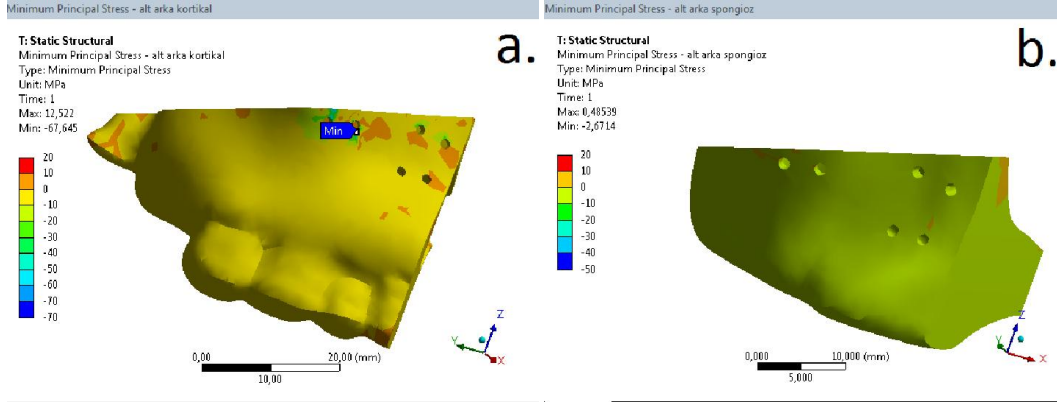 Minimum Principal Stress - alt arka kortikal
T: Static Structural
Minimum Principal Stress - alt arka kortikal
Type: Minimum Principal Stress
Unit: MPa
Time: 1
Max: 12,522
Min: -67,645
a.
Min
20
10
0
-10
-20
-30
-40
-50
-60
-70
-70
0,00
20,00 (mm)
10,00
Z
Y
X
Minimum Principal Stress - alt arka spongioz
T: Static Structural
Minimum Principal Stress - alt arka spongioz
Type: Minimum Principal Stress
Unit: MPa
Time: 1
Max: 0,48539
Min: -2,6714
b.
20
10
0
-10
-20
-30
-40
-50
0,000
10,000 (mm)
5,000
Z
Y
X